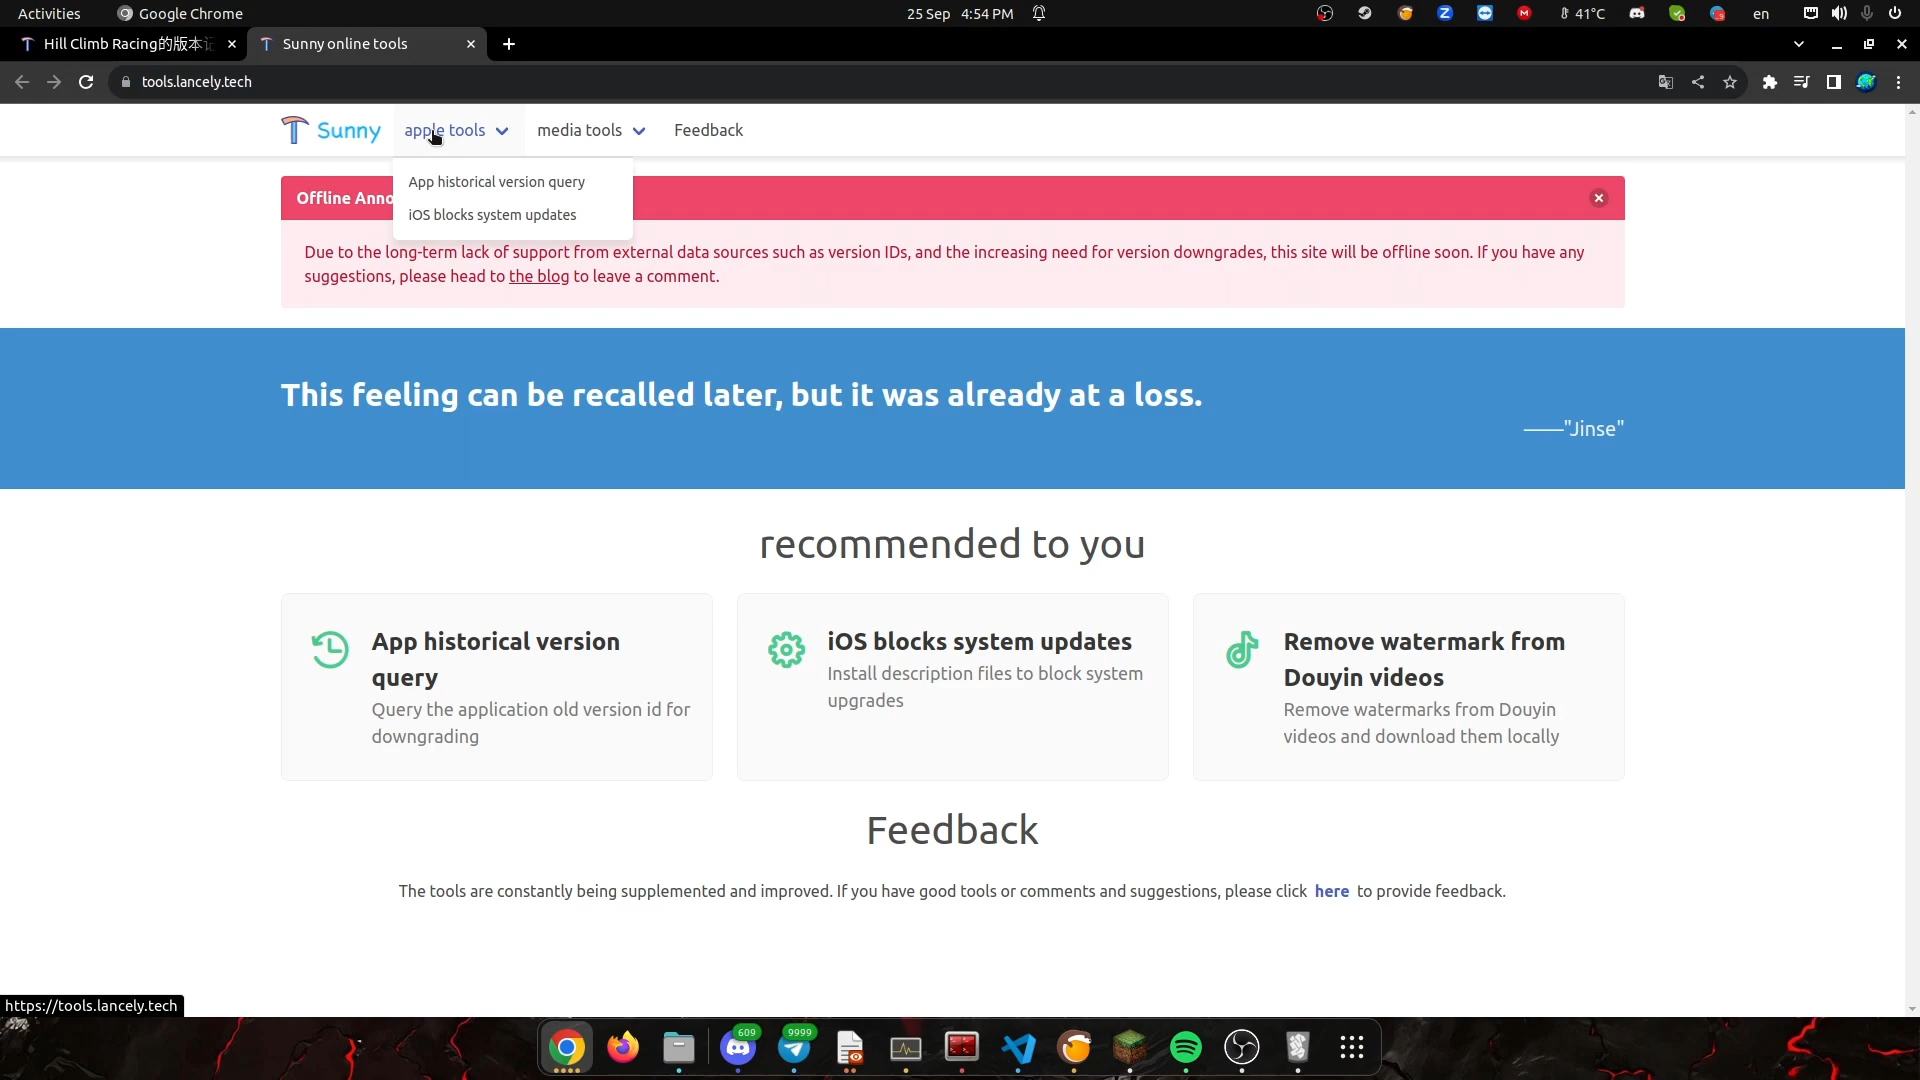 Activities
Google Chrome
25 Sep 4:54 PM
41°C
en
Hill Climb Racing的版本记
Sunny online tools
tools.lancely.tech
Sunny
apple tools
media tools
Feedback
App historical version query
iOS blocks system updates
Offline Anno
Due to the long-term lack of support from external data sources such as version IDs, and the increasing need for version downgrades, this site will be offline soon. If you have any
suggestions, please head to the blog to leave a comment.
This feeling can be recalled later, but it was already at a loss.
——"Jinse"
recommended to you
App historical version
query
Query the application old version id for
downgrading
iOS blocks system updates
Install description files to block system
upgrades
Remove watermark from
Douyin videos
Remove watermarks from Douyin
videos and download them locally
Feedback
The tools are constantly being supplemented and improved. If you have good tools or comments and suggestions, please click here to provide feedback.
https://tools.lancely.tech
609
9999